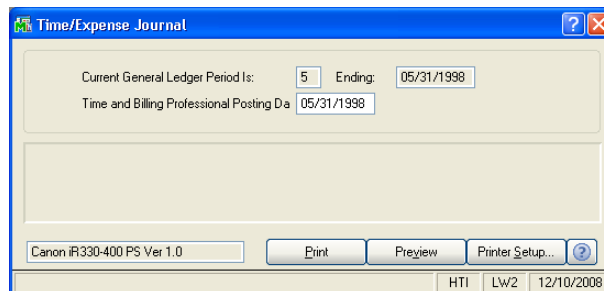 Time/Expense Journal
Current General Ledger Period Is: 5 Ending: 05/31/1998
Time and Billing Professional Posting Da 05/31/1998
Canon iR330-400 PS Ver 1.0 Print Preview Printer Setup...
HTI LW2 12/10/2008